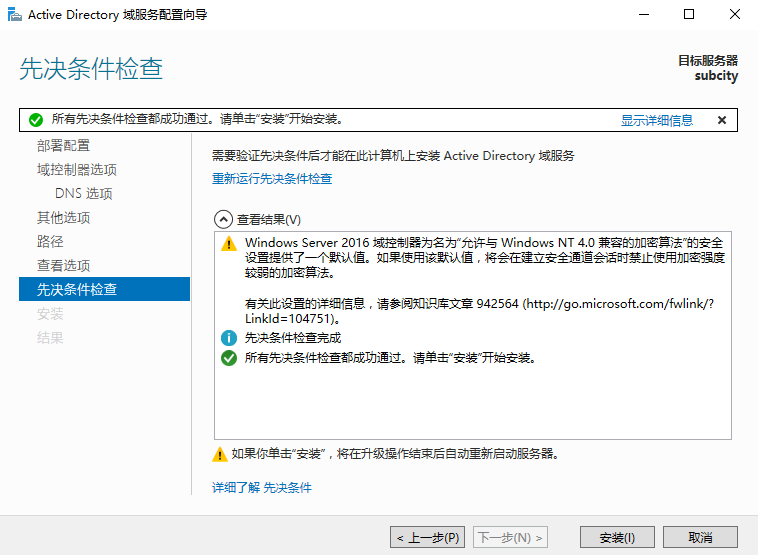 Active Directory 域服务配置向导
先决条件检查
目标服务器
subcity
所有先决条件检查都成功通过。请单击“安装”开始安装。
显示详细信息
部署配置
域控制器选项
DNS 选项
其他选项
路径
查看选项
先决条件检查
安装
结果
需要验证先决条件后才能在此计算机上安装 Active Directory 域服务
重新运行先决条件检查
查看结果(V)
Windows Server 2016 域控制器为名为“允许与 Windows NT 4.0 兼容的加密算法”的安全
设置提供了一个默认值。如果使用该默认值，将会在建立安全通道会话时禁止使用加密强度
较弱的加密算法。
有关此设置的详细信息，请参阅知识库文章 942564 (http://go.microsoft.com/fwlink/?
LinkId=104751)。
先决条件检查完成
所有先决条件检查都成功通过。请单击“安装”开始安装。
如果你单击“安装”，将在升级操作结束后自动重新启动服务器。
详细了解 先决条件
< 上一步(P)
下一步(N) >
安装(I)
取消